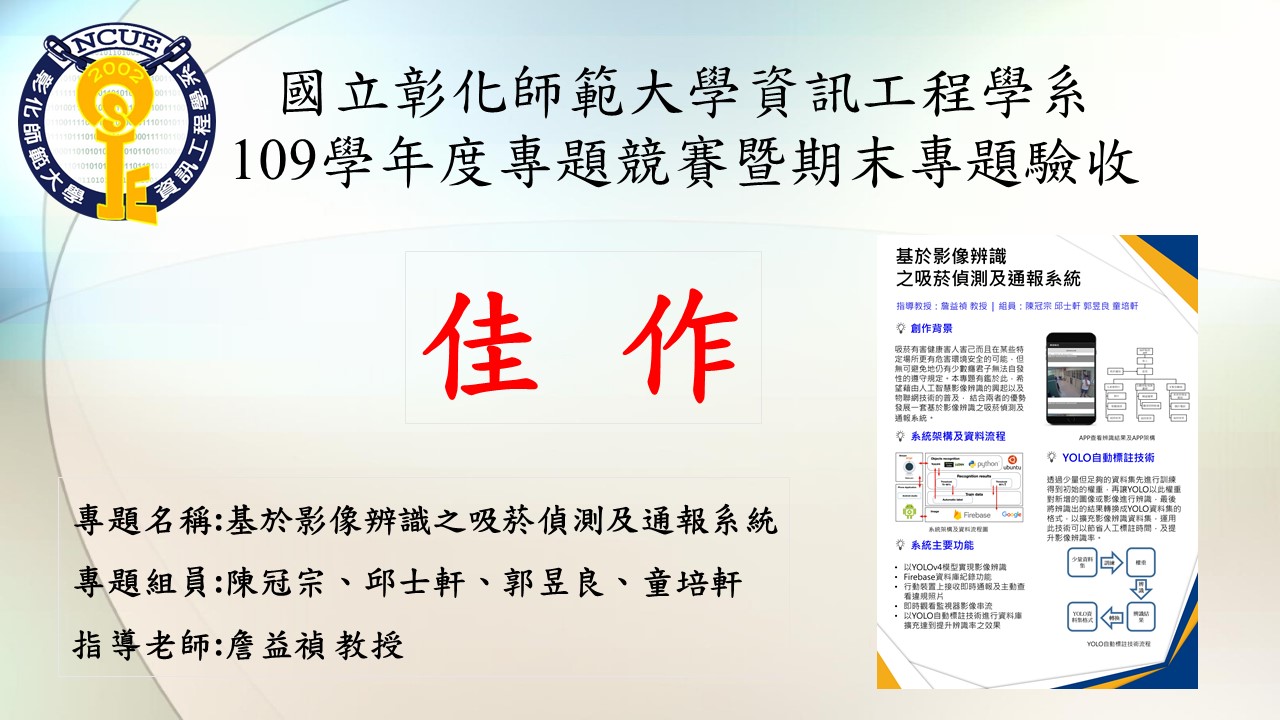 NCUE
2002
彰化師範大學
資訊工程學系
國立彰化師範大學資訊工程學系
109學年度專題競賽暨期末專題驗收
佳 作
專題名稱:基於影像辨識之吸菸偵測及通報系統
專題組員:陳冠宗、邱士軒、郭昱良、童培軒
指導老師:詹益禎 教授
基於影像辨識
之吸菸偵測及通報系統
指導教授:詹益禎 教授 | 組員:陳冠宗 邱士軒 郭昱良 童培軒
創作背景
吸菸有害健康害人害己而且在某些特
定場所更有危害環境安全的可能,但
無可避免地仍有少數癮君子無法自發
性的遵守規定。本專題有鑑於此,希
望藉由人工智慧影像辨識的興起以及
物聯網技術的普及, 結合兩者的優勢
發展一套基於影像辨識之吸菸偵測及
通報系統。
系統架構及資料流程
Objects recognition
python
ubuntu
Recognition results
Train data
Firebase
Google
系統架構及資料流程圖
系統主要功能
• 以YOLOv4模型實現影像辨識
• Firebase資料庫紀錄功能
• 行動裝置上接收即時通報及主動查
看違規照片
• 即時觀看監視器影像串流
• 以YOLO自動標註技術進行資料庫
擴充達到提升辨識率之效果
APP查看辨識結果及APP架構
YOLO自動標註技術
透過少量但足夠的資料集先進行訓練
得到初始的權重,再讓YOLO以此權重
對新增的圖像或影像進行辨識,最後
將辨識出的結果轉換成YOLO資料集的
格式,以擴充影像辨識資料集,運用
此技術可以節省人工標註時間,及提
升影像辨識率。
少量資料
集
訓練
權重
辨
識
辨識結
果
轉換
YOLO資
料集格式
YOLO自動標註技術流程